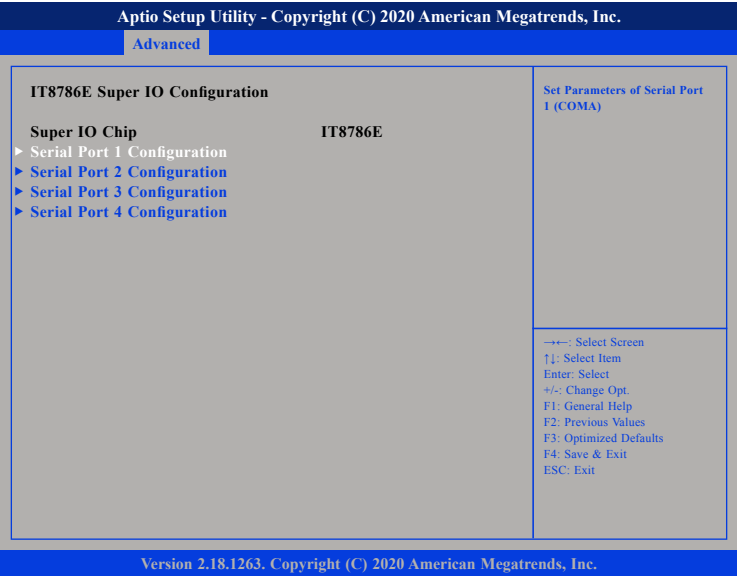 Aptio Setup Utility - Copyright (C) 2020 American Megatrends, Inc.
Advanced
IT8786E Super IO Configuration
Super IO Chip IT8786E
▶ Serial Port 1 Configuration
▶ Serial Port 2 Configuration
▶ Serial Port 3 Configuration
▶ Serial Port 4 Configuration
Set Parameters of Serial Port
1 (COMA)
→←: Select Screen
↑↓: Select Item
Enter: Select
+/-: Change Opt.
F1: General Help
F2: Previous Values
F3: Optimized Defaults
F4: Save & Exit
ESC: Exit
Version 2.18.1263. Copyright (C) 2020 American Megatrends, Inc.